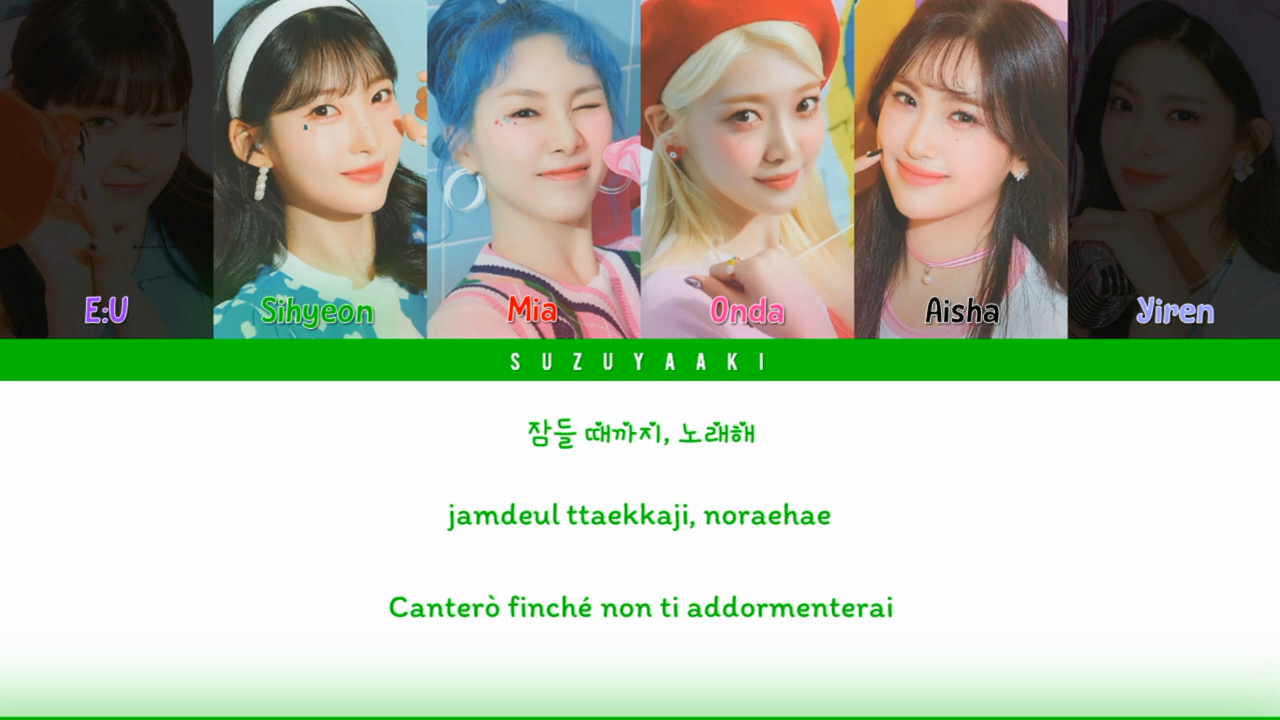 E:U Sihyeon Mia Onda Aisha Yiren
SUZUYAAKI
잠들 때까지, 노래해
jamdeul ttaekkaji, noraehae
Canterò finché non ti addormenterai